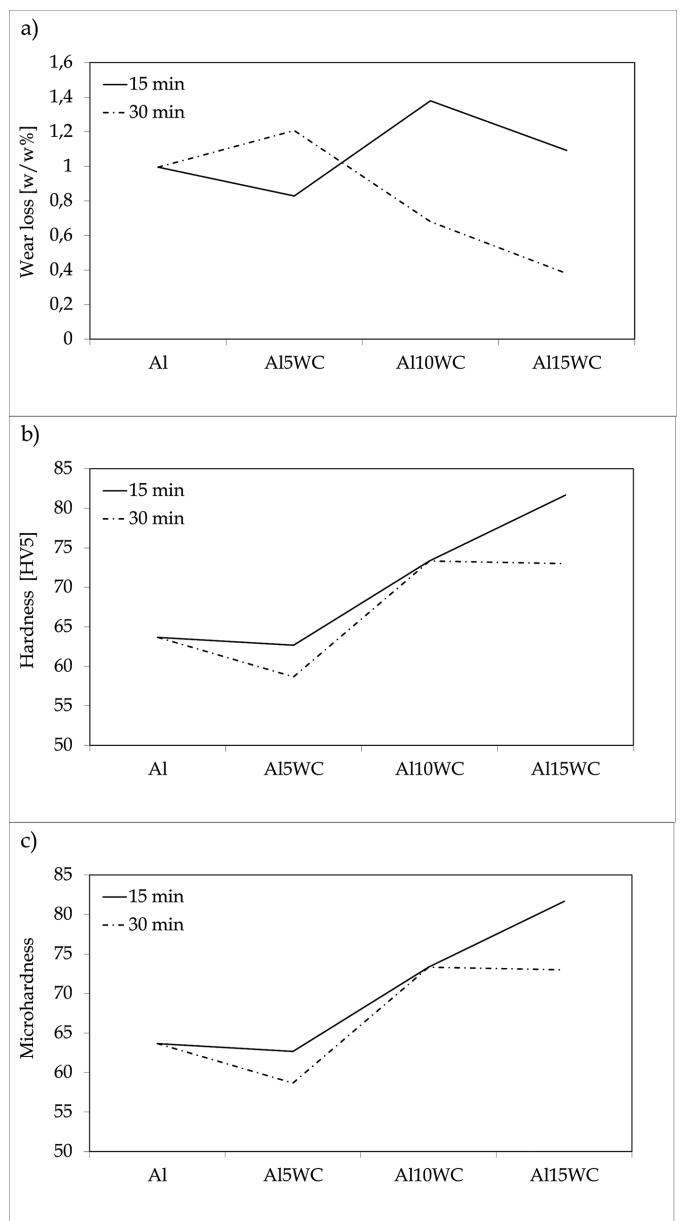 a)
1,6
1,4
1,2
1
0,8
0,6
0,4
0,2
0
Wear loss [w/w%]
15 min
30 min
Al Al5WC Al10WC Al15WC
b)
85
80
75
70
65
60
55
50
Hardness [HV5]
15 min
30 min
Al Al5WC Al10WC Al15WC
c)
85
80
75
70
65
60
55
50
Microhardness
15 min
30 min
Al Al5WC Al10WC Al15WC